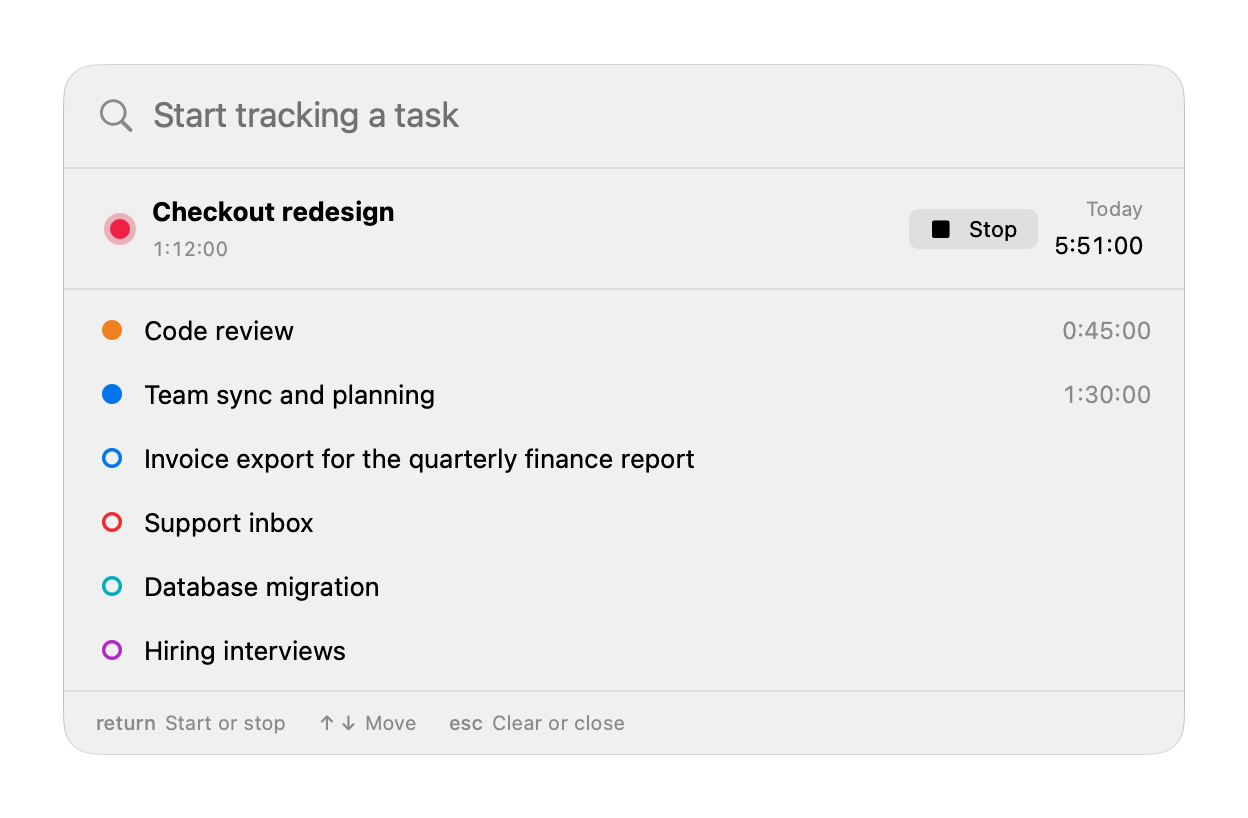 Start tracking a task
Checkout redesign
1:12:00
Stop
Today
5:51:00
Code review 0:45:00
Team sync and planning 1:30:00
Invoice export for the quarterly finance report
Support inbox
Database migration
Hiring interviews
return Start or stop ↑ ↓ Move esc Clear or close